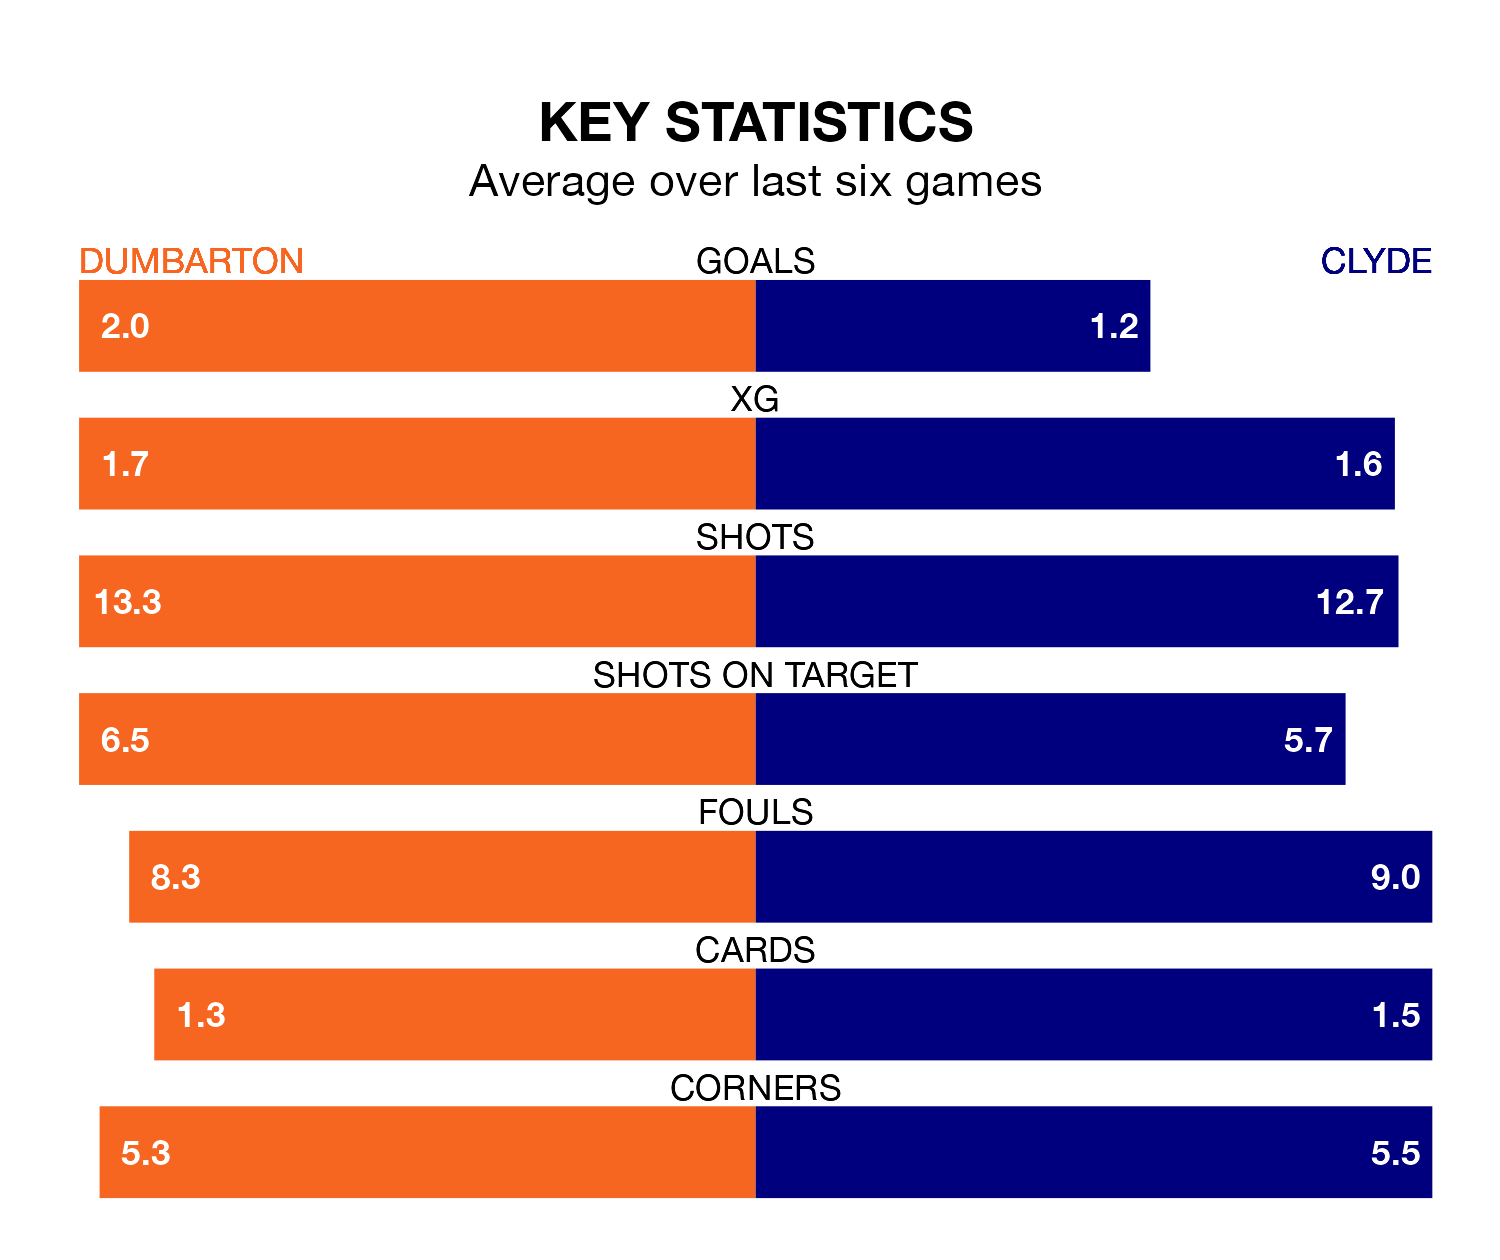 KEY STATISTICS
Average over last six games
DUMBARTON GOALS CLYDE
2.0 1.2
XG
1.7 1.6
SHOTS
13.3 12.7
SHOTS ON TARGET
6.5 5.7
FOULS
8.3 9.0
CARDS
1.3 1.5
CORNERS
5.3 5.5